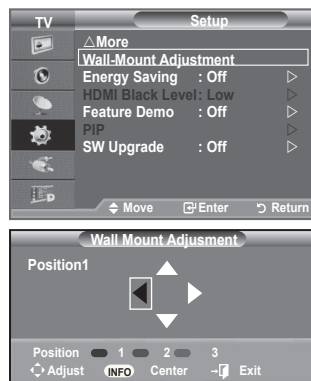 TV
Setup
△More
Wall-Mount Adjustment
Energy Saving : Off
HDMI Black Level: Low
Feature Demo : Off
PIP
SW Upgrade : Off
Move Enter Return
Wall Mount Adjusment
Position1
Position 1 2 3
Adjust INFO Center Exit